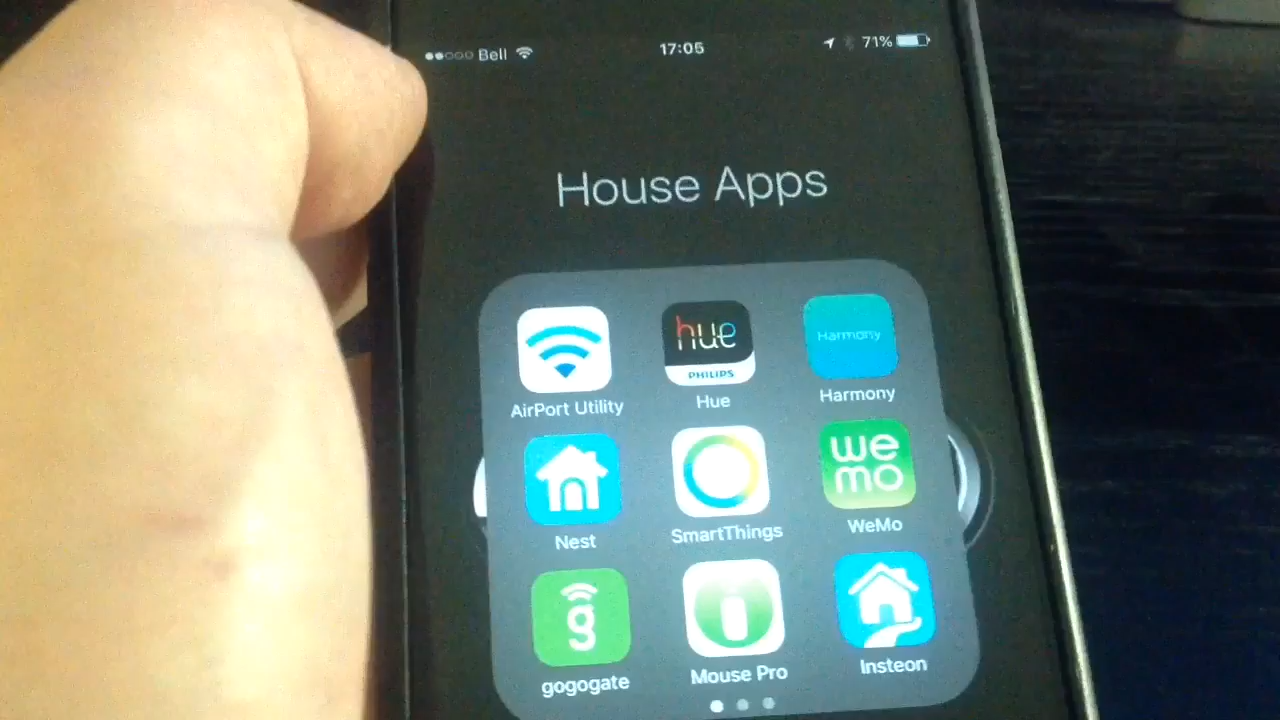 Bell 17:05 71%
House Apps
hue
PHILIPS
Harmony
AirPort Utility Hue Harmony
we
mo
Nest SmartThings WeMo
g
gogogate Mouse Pro Insteon